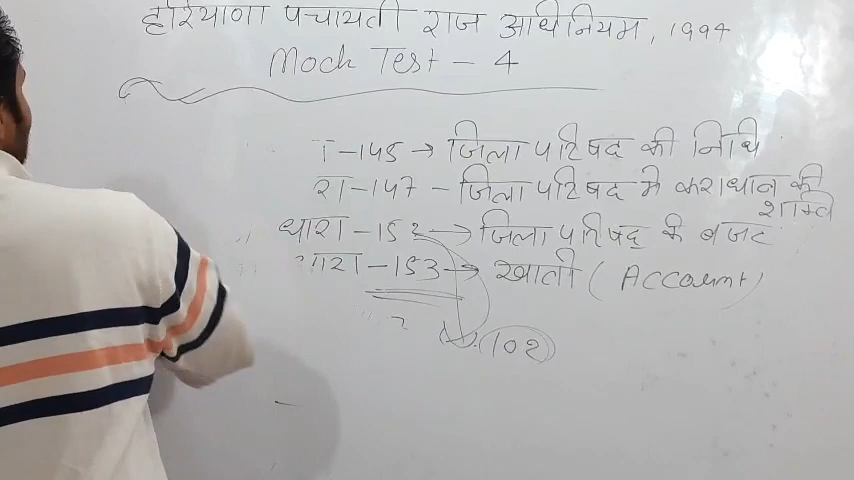 हरियाणा पंचायती राज अधिनियम, 1994
Mock Test - 4
-145 → जिला परिषद की निधि
रा-147 - जिला परिषद मे कराधान की
शक्ति
धारा - 152 → जिला परिषद् के बजट
रा - 153 → खातों (Account)
102